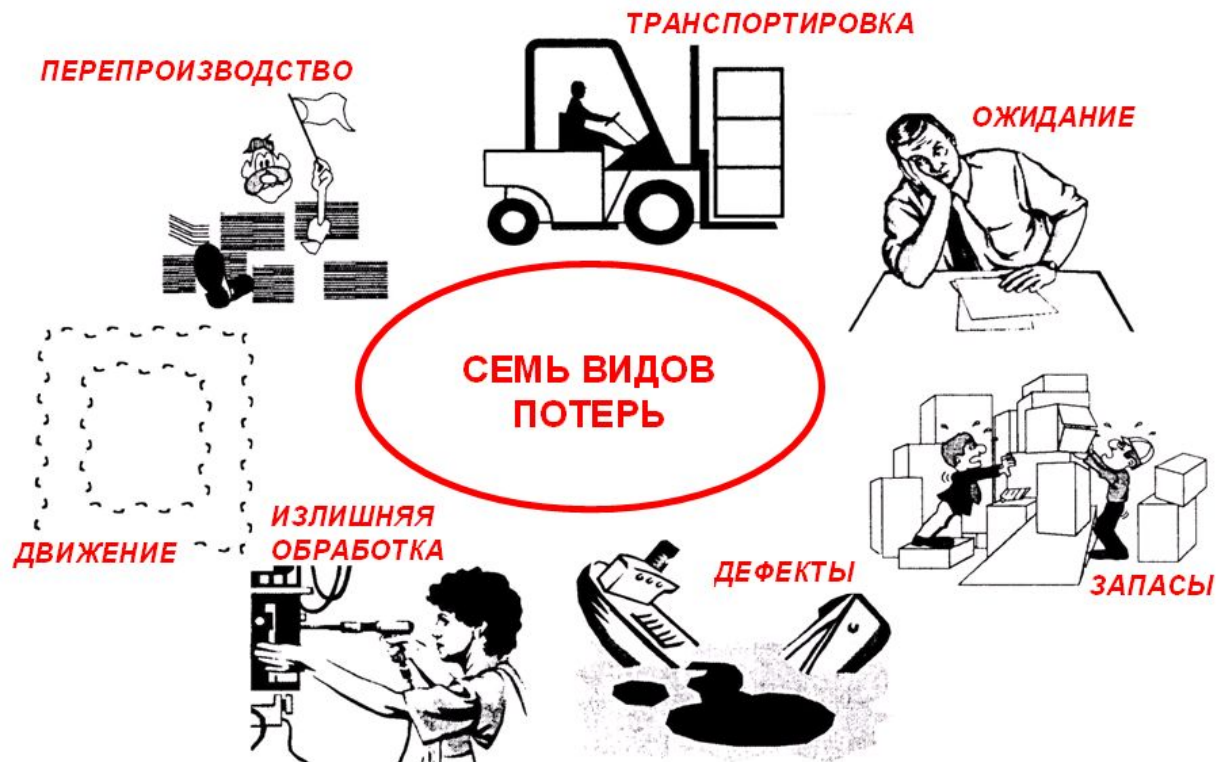 ТРАНСПОРТИРОВКА
ПЕРЕПРОИЗВОДСТВО
ОЖИДАНИЕ
СЕМЬ ВИДОВ
ПОТЕРЬ
ИЗЛИШНЯЯ
ОБРАБОТКА
ДВИЖЕНИЕ
ДЕФЕКТЫ
ЗАПАСЫ